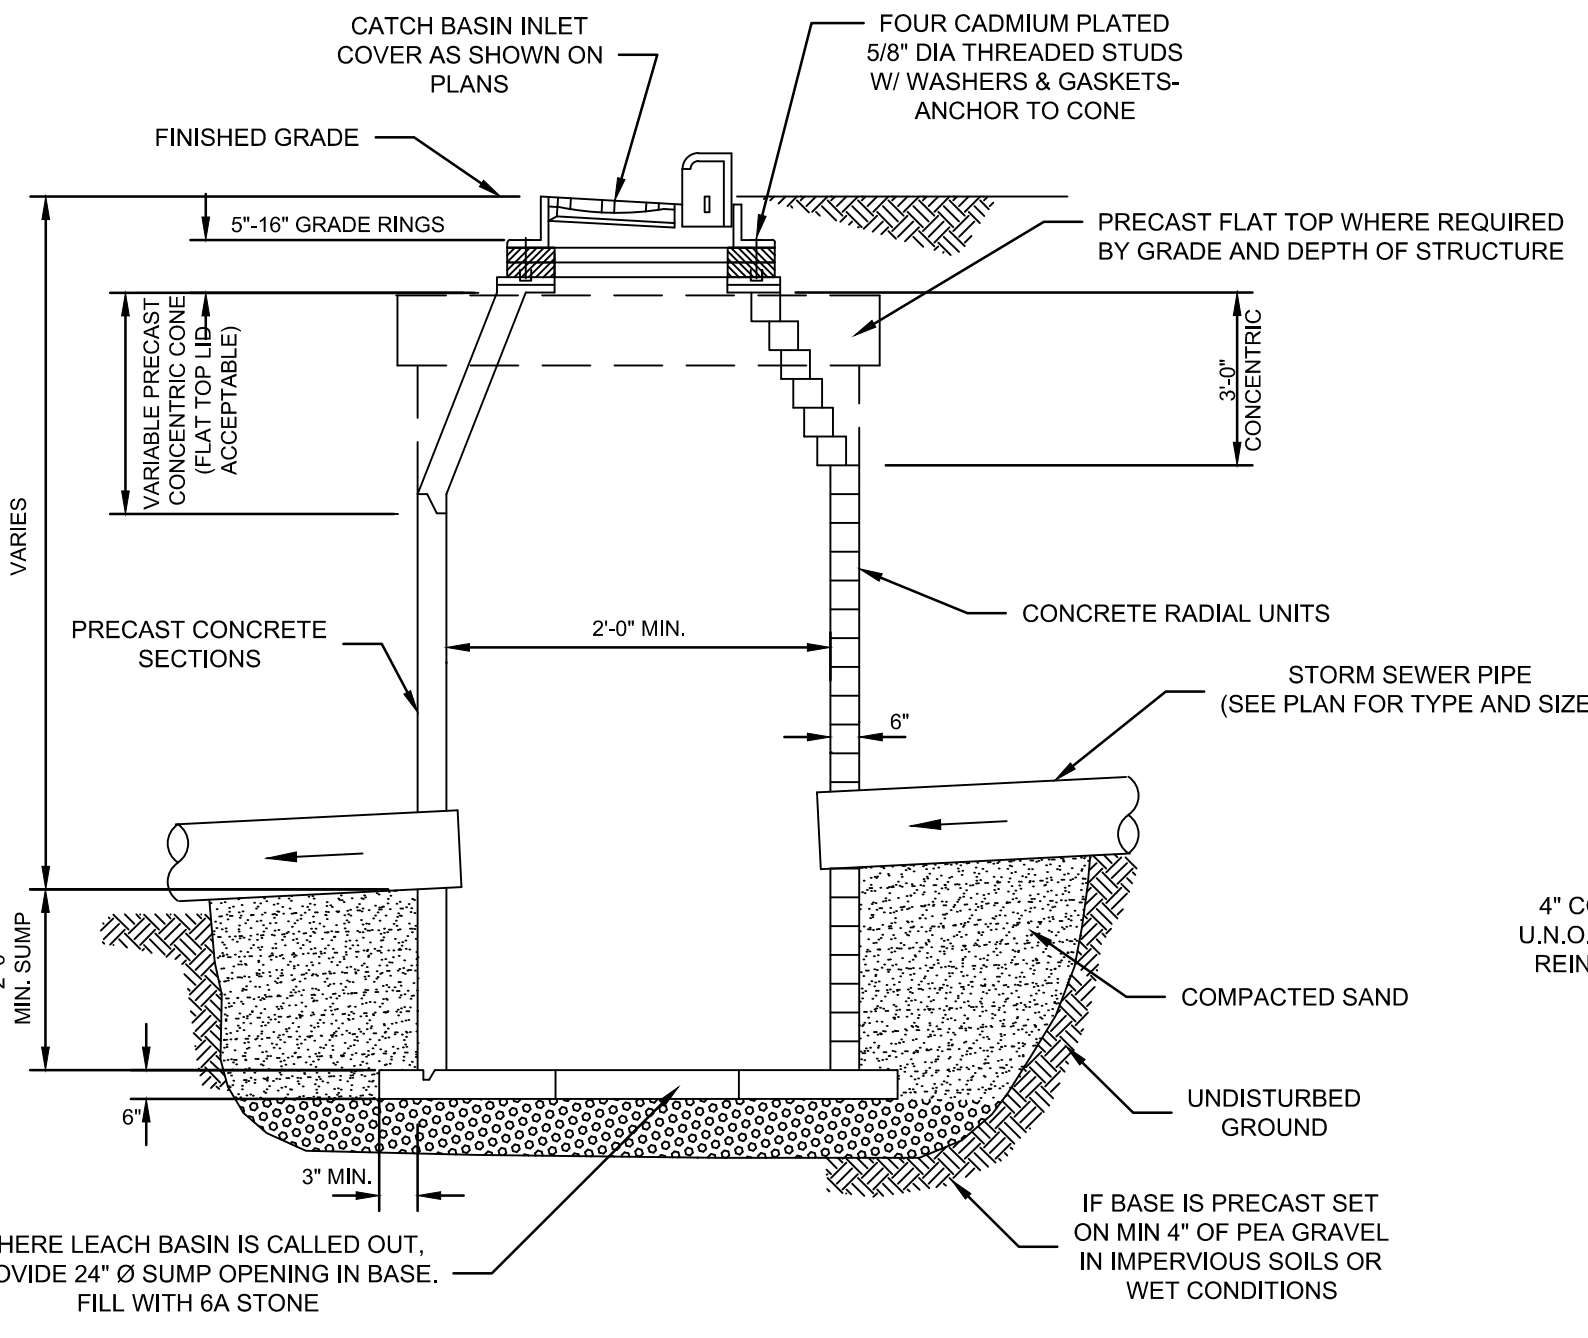 CATCH BASIN INLET
COVER AS SHOWN ON
PLANS
FOUR CADMIUM PLATED
5/8" DIA THREADED STUDS
W/ WASHERS & GASKETS-
ANCHOR TO CONE
FINISHED GRADE
5"-16" GRADE RINGS
PRECAST FLAT TOP WHERE REQUIRED
BY GRADE AND DEPTH OF STRUCTURE
VARIABLE PRECAST
CONCENTRIC CONE
(FLAT TOP LID
ACCEPTABLE)
3'-0"
CONCENTRIC
VARIES
PRECAST CONCRETE
SECTIONS
2'-0" MIN.
CONCRETE RADIAL UNITS
STORM SEWER PIPE
(SEE PLAN FOR TYPE AND SIZE
6"
MIN. SUMP
4"
U.N.O.
COMPACTED SAND
6"
UNDISTURBED
GROUND
3" MIN.
IF BASE IS PRECAST SET
ON MIN 4" OF PEA GRAVEL
IN IMPERVIOUS SOILS OR
WET CONDITIONS
HERE LEACH BASIN IS CALLED OUT,
OVIDE 24" Ø SUMP OPENING IN BASE.
FILL WITH 6A STONE